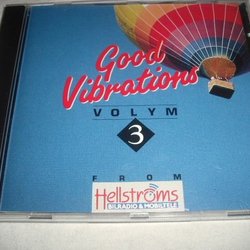 Good
Vibrations
VOLYM
3
FROM
Hellströms
BILRADIO & MOBILTELE